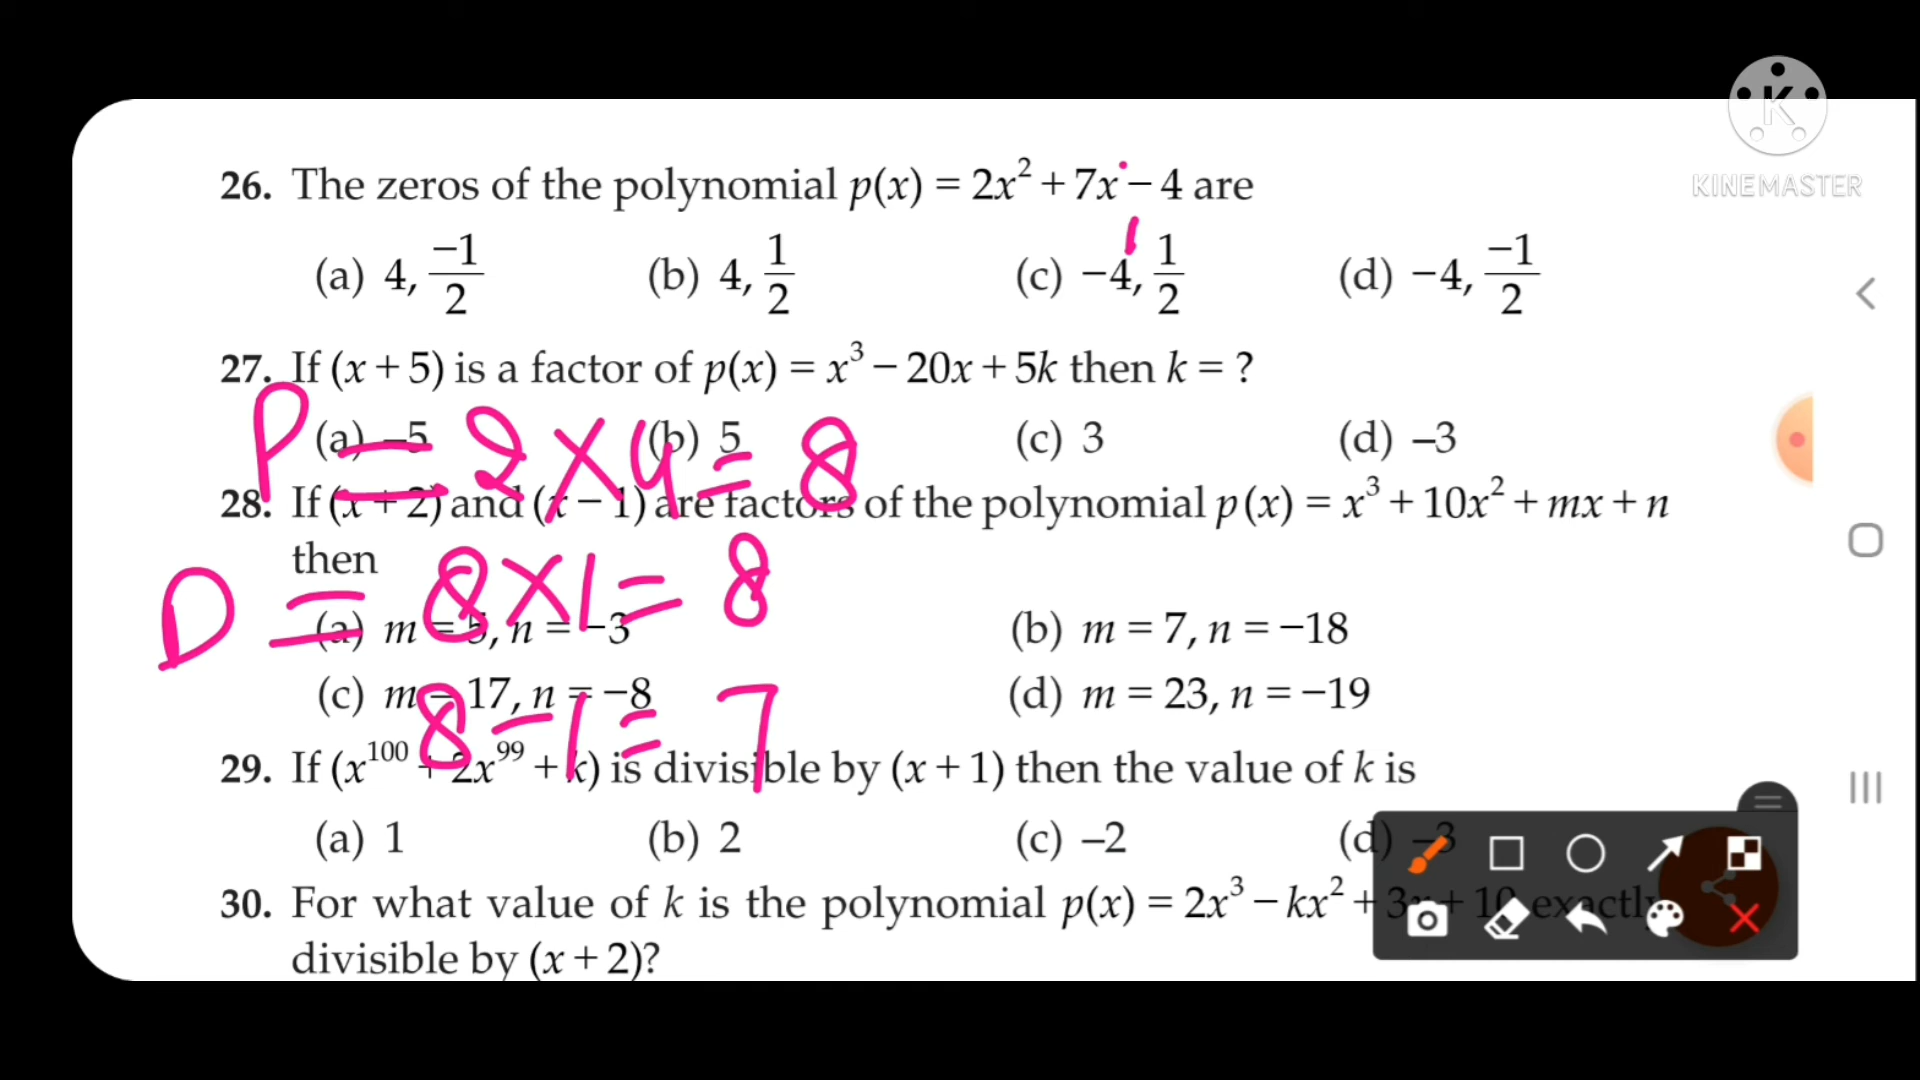 KINEMASTER
26. The zeros of the polynomial p(x) = 2x² + 7x − 4 are
(a) 4, −1/2 (b) 4, 1/2 (c) −4, 1/2 (d) −4, −1/2
27. If (x + 5) is a factor of p(x) = x³ − 20x + 5k then k = ?
(a) −5 (b) 5 (c) 3 (d) −3
P = 2 × 4 = 8
28. If (x + 2) and (x − 1) are factors of the polynomial p(x) = x³ + 10x² + mx + n
then
D = 8 × 1 = 8
(a) m = 5, n = −3 (b) m = 7, n = −18
(c) m = 17, n = −8 (d) m = 23, n = −19
8 − 1 = 7
29. If (x¹⁰⁰ + 2x⁹⁹ + k) is divisible by (x + 1) then the value of k is
(a) 1 (b) 2 (c) −2 (d) −3
30. For what value of k is the polynomial p(x) = 2x³ − kx² + 3x + 10 exactly
divisible by (x + 2)?